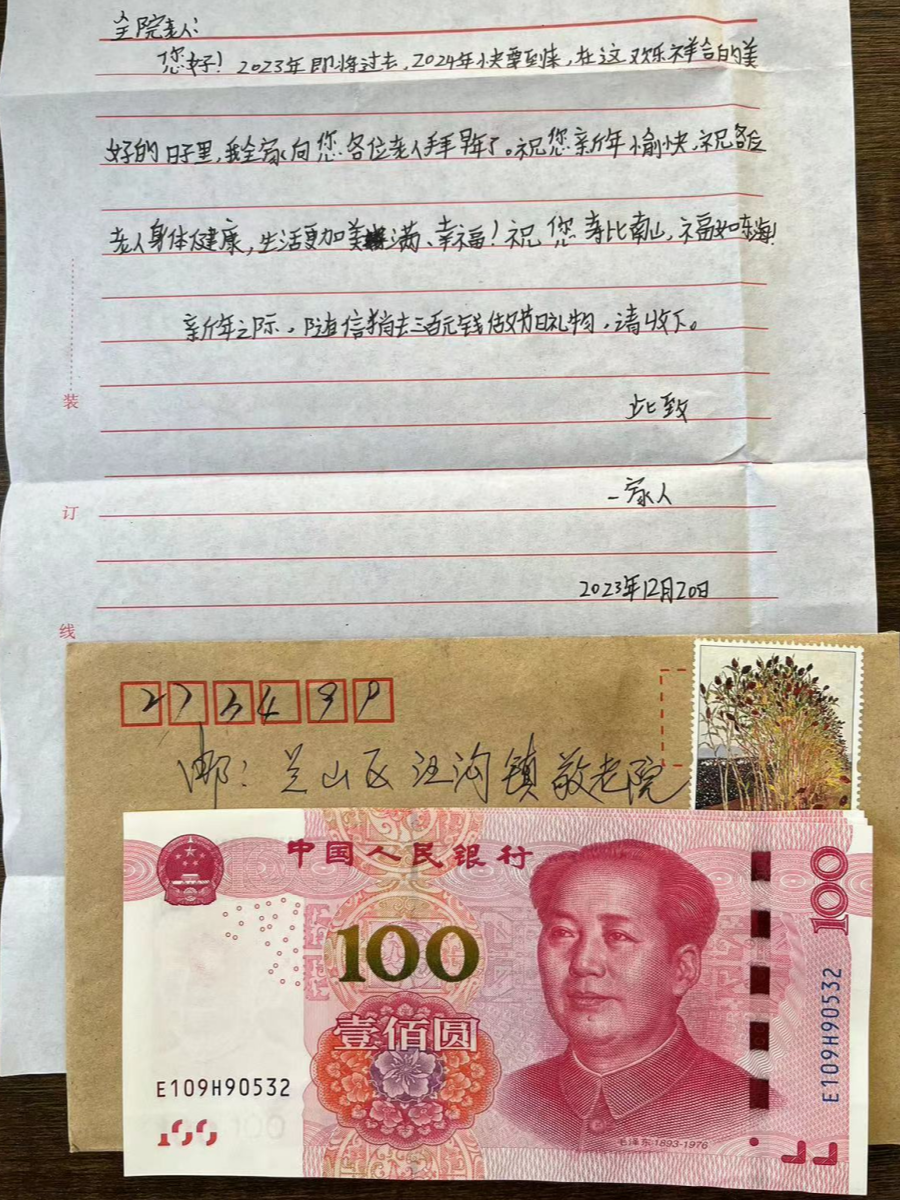 全院老人:
您好!2023年即将过去,2024年快要到来,在这欢乐祥合的美
好的日子里,我全家向您各位老人拜早年了。祝您新年愉快,祝各位
老人身体健康,生活更加美满、幸福!祝您寿比南山,福如东海!
新年之际,随信捎去三百元钱做为节日礼物,请收下。
此致
一家人
2023年12月20日
装
订
线
邮:兰山区汪沟镇敬老院
中国人民银行
100
100
壹佰圆
E109H90532
E109H90532
100
毛泽东 1893-1976